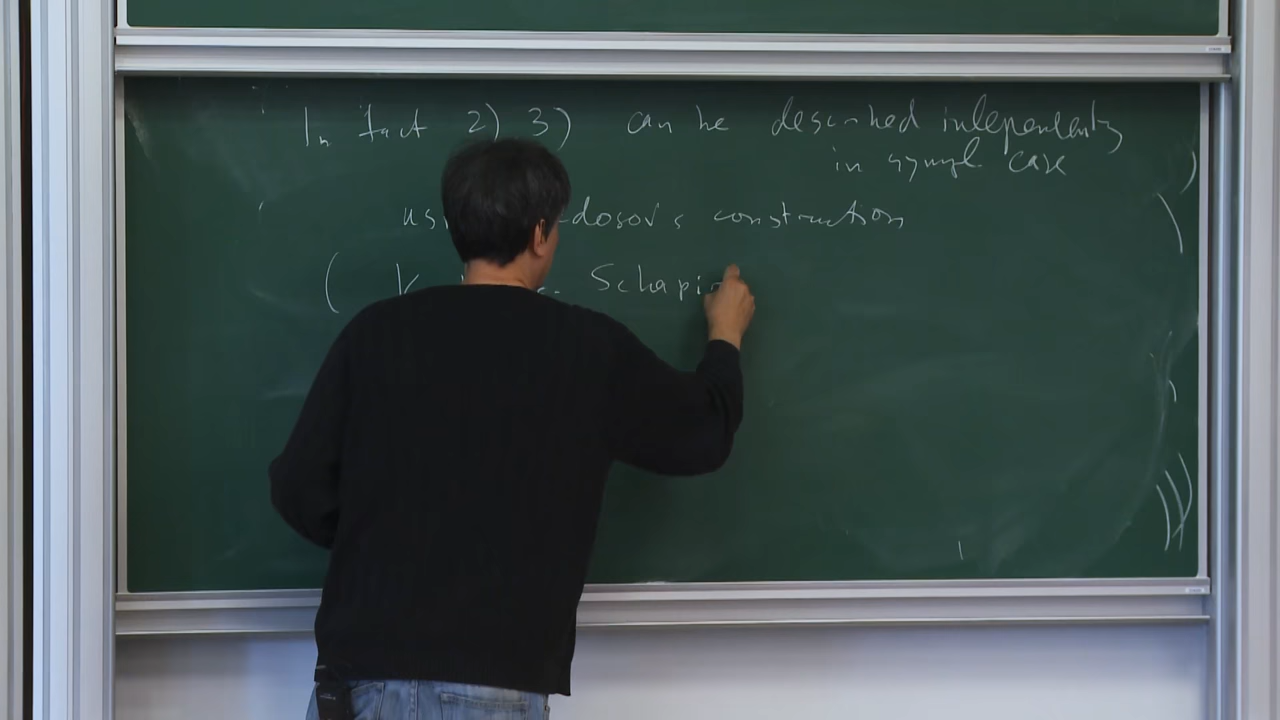 In fact 2) 3) can be described independently
in sympl. case
dosov's construction
( Schapi